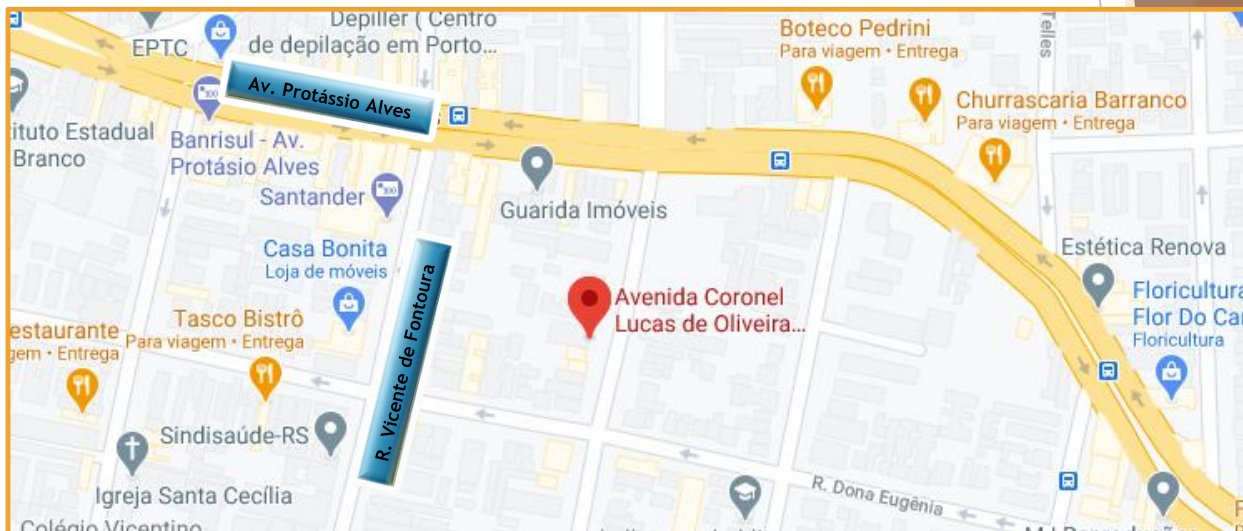 EPTC
Depiller ( Centro
de depilação em Porto...
Av. Protássio Alves
Boteco Pedrini
Para viagem • Entrega
Telles
Churrascaria Barranco
Para viagem • Entrega
tituto Estadual
Branco
Banrisul - Av.
Protásio Alves
Santander
Guarida Imóveis
Casa Bonita
Loja de móveis
R. Vicente de Fontoura
Avenida Coronel
Lucas de Oliveira...
Estética Renova
Floricultura
Flor Do Car
Floricultura
estaurante
gem • Entrega
Tasco Bistrô
Para viagem • Entrega
Sindisaúde-RS
Igreja Santa Cecília
R. Dona Eugênia
Colégio Vicentino